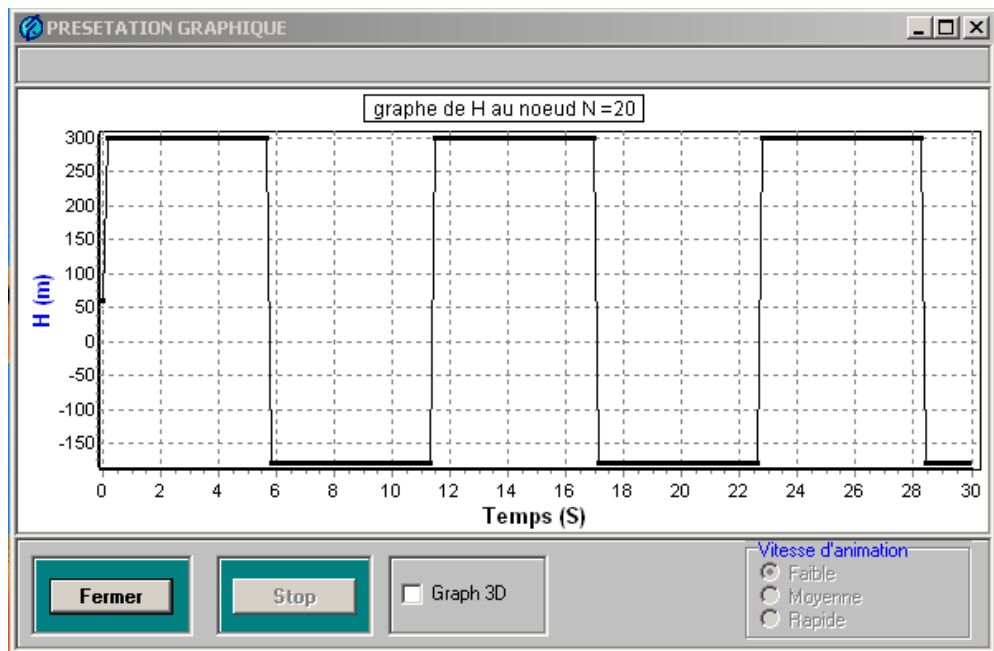 PRESETATION GRAPHIQUE
graphe de H au noeud N =20
300
250
200
150
100
50
0
-50
-100
-150
H (m)
0 2 4 6 8 10 12 14 16 18 20 22 24 26 28 30
Temps (S)
Fermer
Stop
Graph 3D
Vitesse d'animation
Faible
Moyenne
Rapide